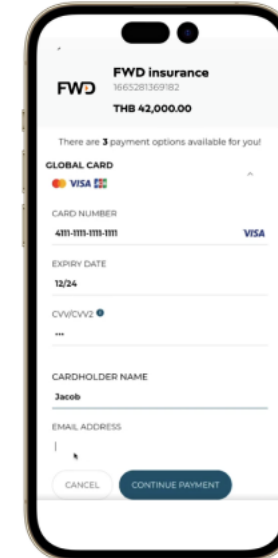 FWD
FWD insurance
1665281369182
THB 42,000.00
There are 3 payment options available for you!
GLOBAL CARD
VISA JCB
CARD NUMBER
4111-1111-1111-1111 VISA
EXPIRY DATE
12/24
CVV/CVV2
•••
CARDHOLDER NAME
Jacob
EMAIL ADDRESS
CANCEL CONTINUE PAYMENT